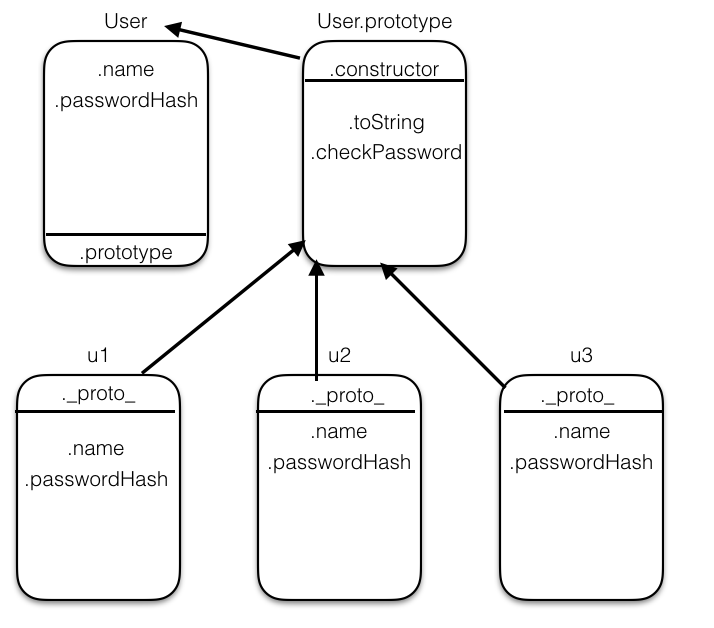 User
.name
.passwordHash
.prototype
User.prototype
.constructor
.toString
.checkPassword
u1
._proto_
.name
.passwordHash
u2
._proto_
.name
.passwordHash
u3
._proto_
.name
.passwordHash